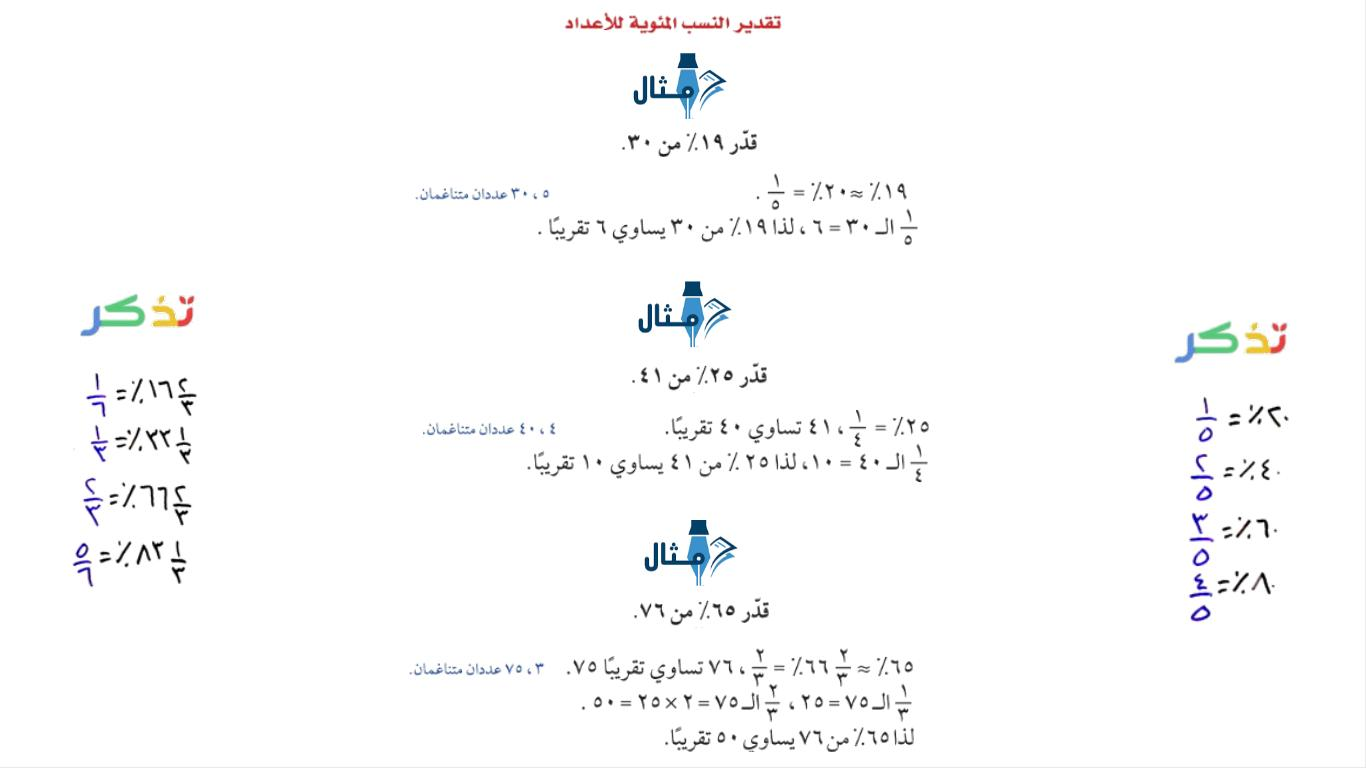 تقدير النسب المئوية للأعداد
مثال
قدّر ١٩٪ من ٣٠.
١٩٪ ≈ ٢٠٪ = ١/٥ .
٥ ، ٣٠ عددان متناغمان.
١/٥ الـ ٣٠ = ٦ ، لذا ١٩٪ من ٣٠ يساوي ٦ تقريبًا .
مثال
قدّر ٢٥٪ من ٤١.
٢٥٪ = ١/٤ ، ٤١ تساوي ٤٠ تقريبًا.
٤ ، ٤٠ عددان متناغمان.
١/٤ الـ ٤٠ = ١٠، لذا ٢٥ ٪ من ٤١ يساوي ١٠ تقريبًا.
مثال
قدّر ٦٥٪ من ٧٦.
٦٥٪ ≈ ٢/٣ ٦٦٪ = ٢/٣ ، ٧٦ تساوي تقريبًا ٧٥.
٣ ، ٧٥ عددان متناغمان.
١/٣ الـ ٧٥ = ٢٥ ، ٢/٣ الـ ٧٥ = ٢ × ٢٥ = ٥٠ .
لذا ٦٥٪ من ٧٦ يساوي ٥٠ تقريبًا.
تذكر
٢٠٪ = ١/٥
٤٠٪ = ٢/٥
٦٠٪ = ٣/٥
٨٠٪ = ٤/٥
تذكر
٢/٣ ١٦٪ = ١/٦
١/٣ ٣٣٪ = ١/٣
٢/٣ ٦٦٪ = ٢/٣
١/٣ ٨٣٪ = ٥/٦